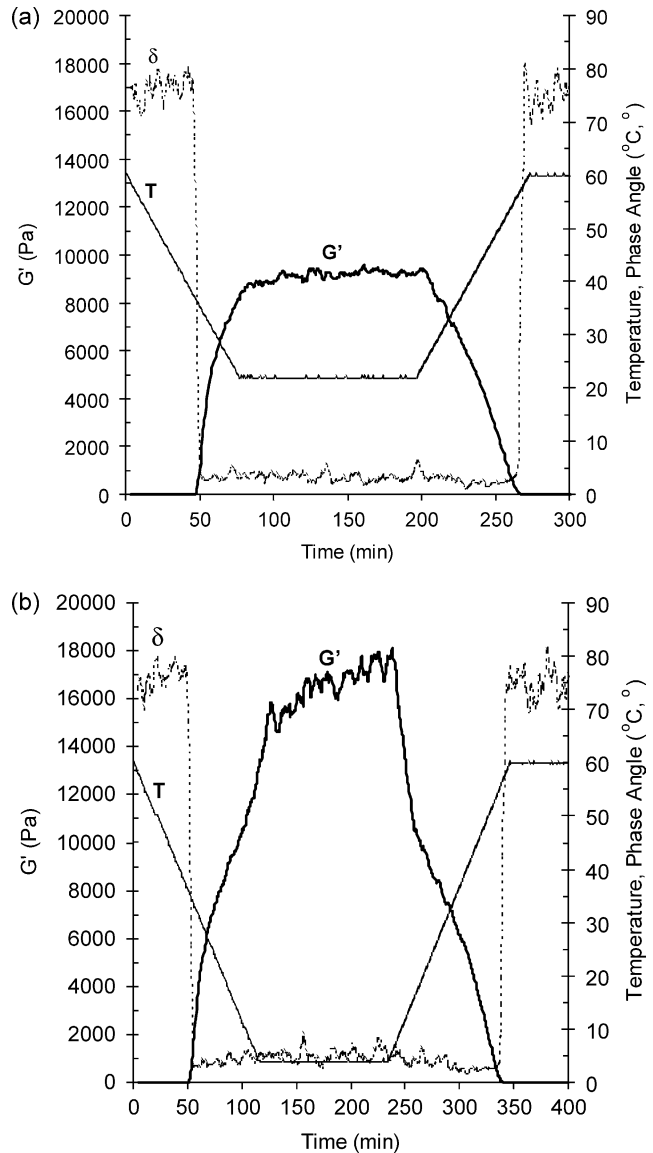 (a)
20000
18000
16000
14000
12000
10000
8000
6000
4000
2000
0
G' (Pa)
δ
T
G'
90
80
70
60
50
40
30
20
10
0
Temperature, Phase Angle (°C, °)
0 50 100 150 200 250 300
Time (min)
(b)
20000
18000
16000
14000
12000
10000
8000
6000
4000
2000
0
G' (Pa)
δ
T
G'
90
80
70
60
50
40
30
20
10
0
Temperature, Phase Angle (°C, °)
0 50 100 150 200 250 300 350 400
Time (min)